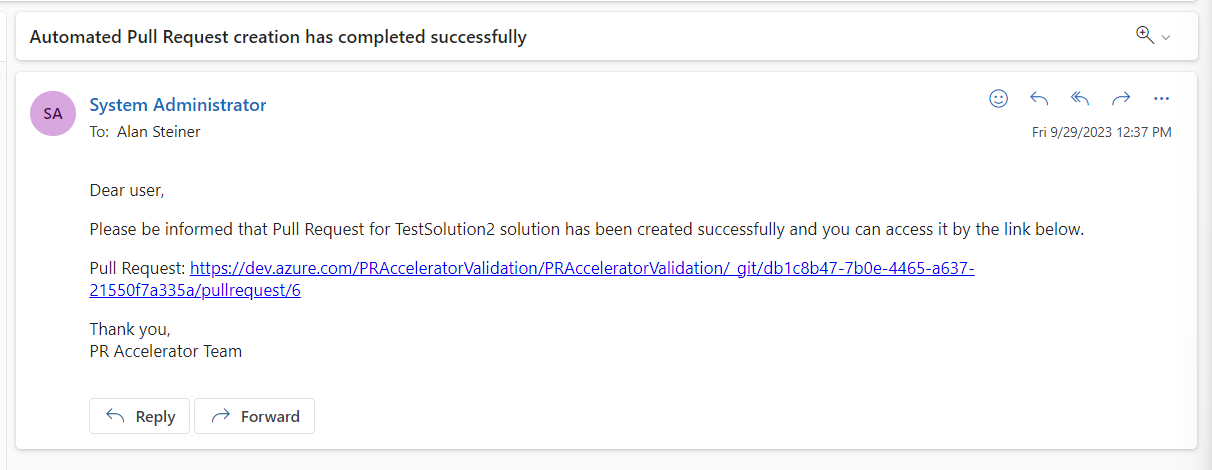 Automated Pull Request creation has completed successfully
SA
System Administrator
To: Alan Steiner
Fri 9/29/2023 12:37 PM
Dear user,
Please be informed that Pull Request for TestSolution2 solution has been created successfully and you can access it by the link below.
Pull Request: https://dev.azure.com/PRAcceleratorValidation/PRAcceleratorValidation/_git/db1c8b47-7b0e-4465-a637-
21550f7a335a/pullrequest/6
Thank you,
PR Accelerator Team
Reply
Forward